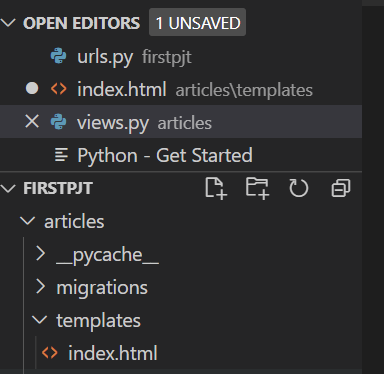 OPEN EDITORS 1 UNSAVED
urls.py firstpjt
index.html articles\templates
views.py articles
Python - Get Started
FIRSTPJT
articles
__pycache__
migrations
templates
index.html